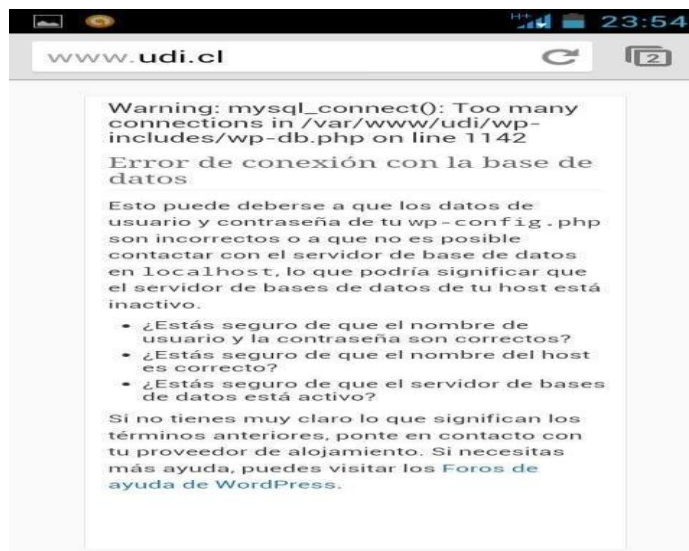 H+ 23:54
www.udi.cl 2
Warning: mysql_connect(): Too many
connections in /var/www/udi/wp-
includes/wp-db.php on line 1142
Error de conexión con la base de
datos
Esto puede deberse a que los datos de
usuario y contraseña de tu wp-config.php
son incorrectos o a que no es posible
contactar con el servidor de base de datos
en localhost, lo que podría significar que
el servidor de bases de datos de tu host está
inactivo.
• ¿Estás seguro de que el nombre de
usuario y la contraseña son correctos?
• ¿Estás seguro de que el nombre del host
es correcto?
• ¿Estás seguro de que el servidor de bases
de datos está activo?
Si no tienes muy claro lo que significan los
términos anteriores, ponte en contacto con
tu proveedor de alojamiento. Si necesitas
más ayuda, puedes visitar los Foros de
ayuda de WordPress.